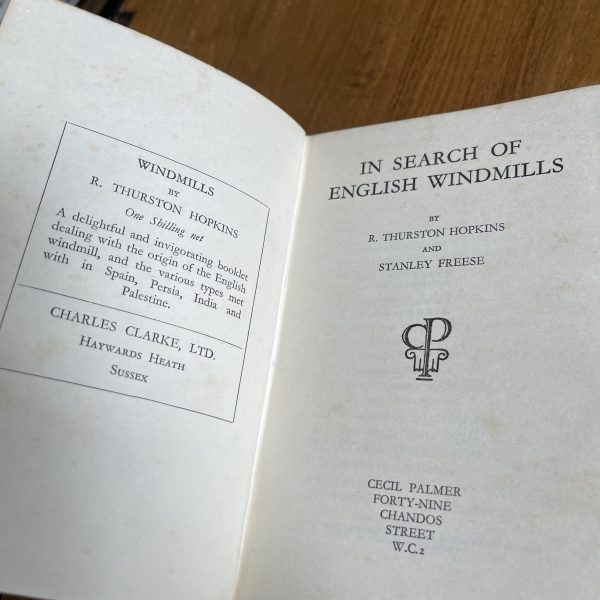 WINDMILLS
BY
R. THURSTON HOPKINS
One Shilling net
A delightful and invigorating booklet
dealing with the origin of the English
windmill, and the various types met
with in Spain, Persia, India and
Palestine.
CHARLES CLARKE, LTD.
HAYWARDS HEATH
SUSSEX
IN SEARCH OF
ENGLISH WINDMILLS
BY
R. THURSTON HOPKINS
AND
STANLEY FREESE
CP
CECIL PALMER
FORTY-NINE
CHANDOS
STREET
W.C.2